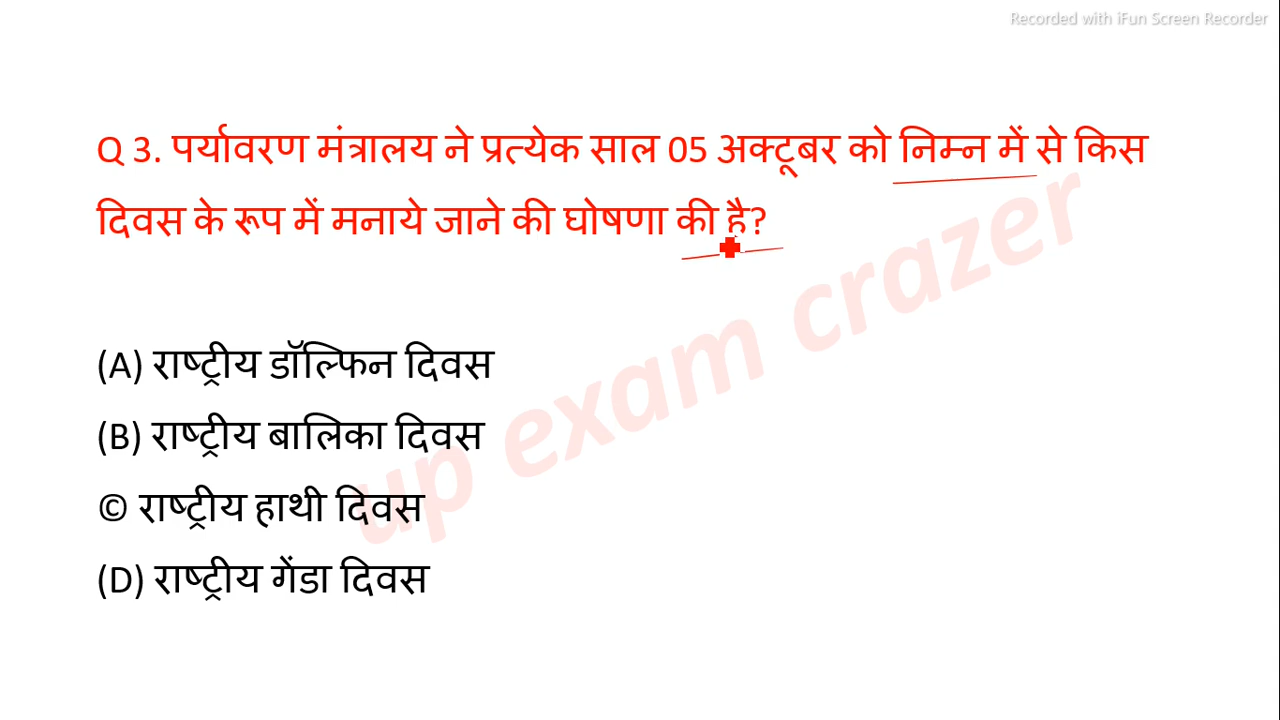 Recorded with iFun Screen Recorder
Q 3. पर्यावरण मंत्रालय ने प्रत्येक साल 05 अक्टूबर को निम्न में से किस
दिवस के रूप में मनाये जाने की घोषणा की है?
(A) राष्ट्रीय डॉल्फिन दिवस
(B) राष्ट्रीय बालिका दिवस
© राष्ट्रीय हाथी दिवस
(D) राष्ट्रीय गेंडा दिवस
up exam crazer